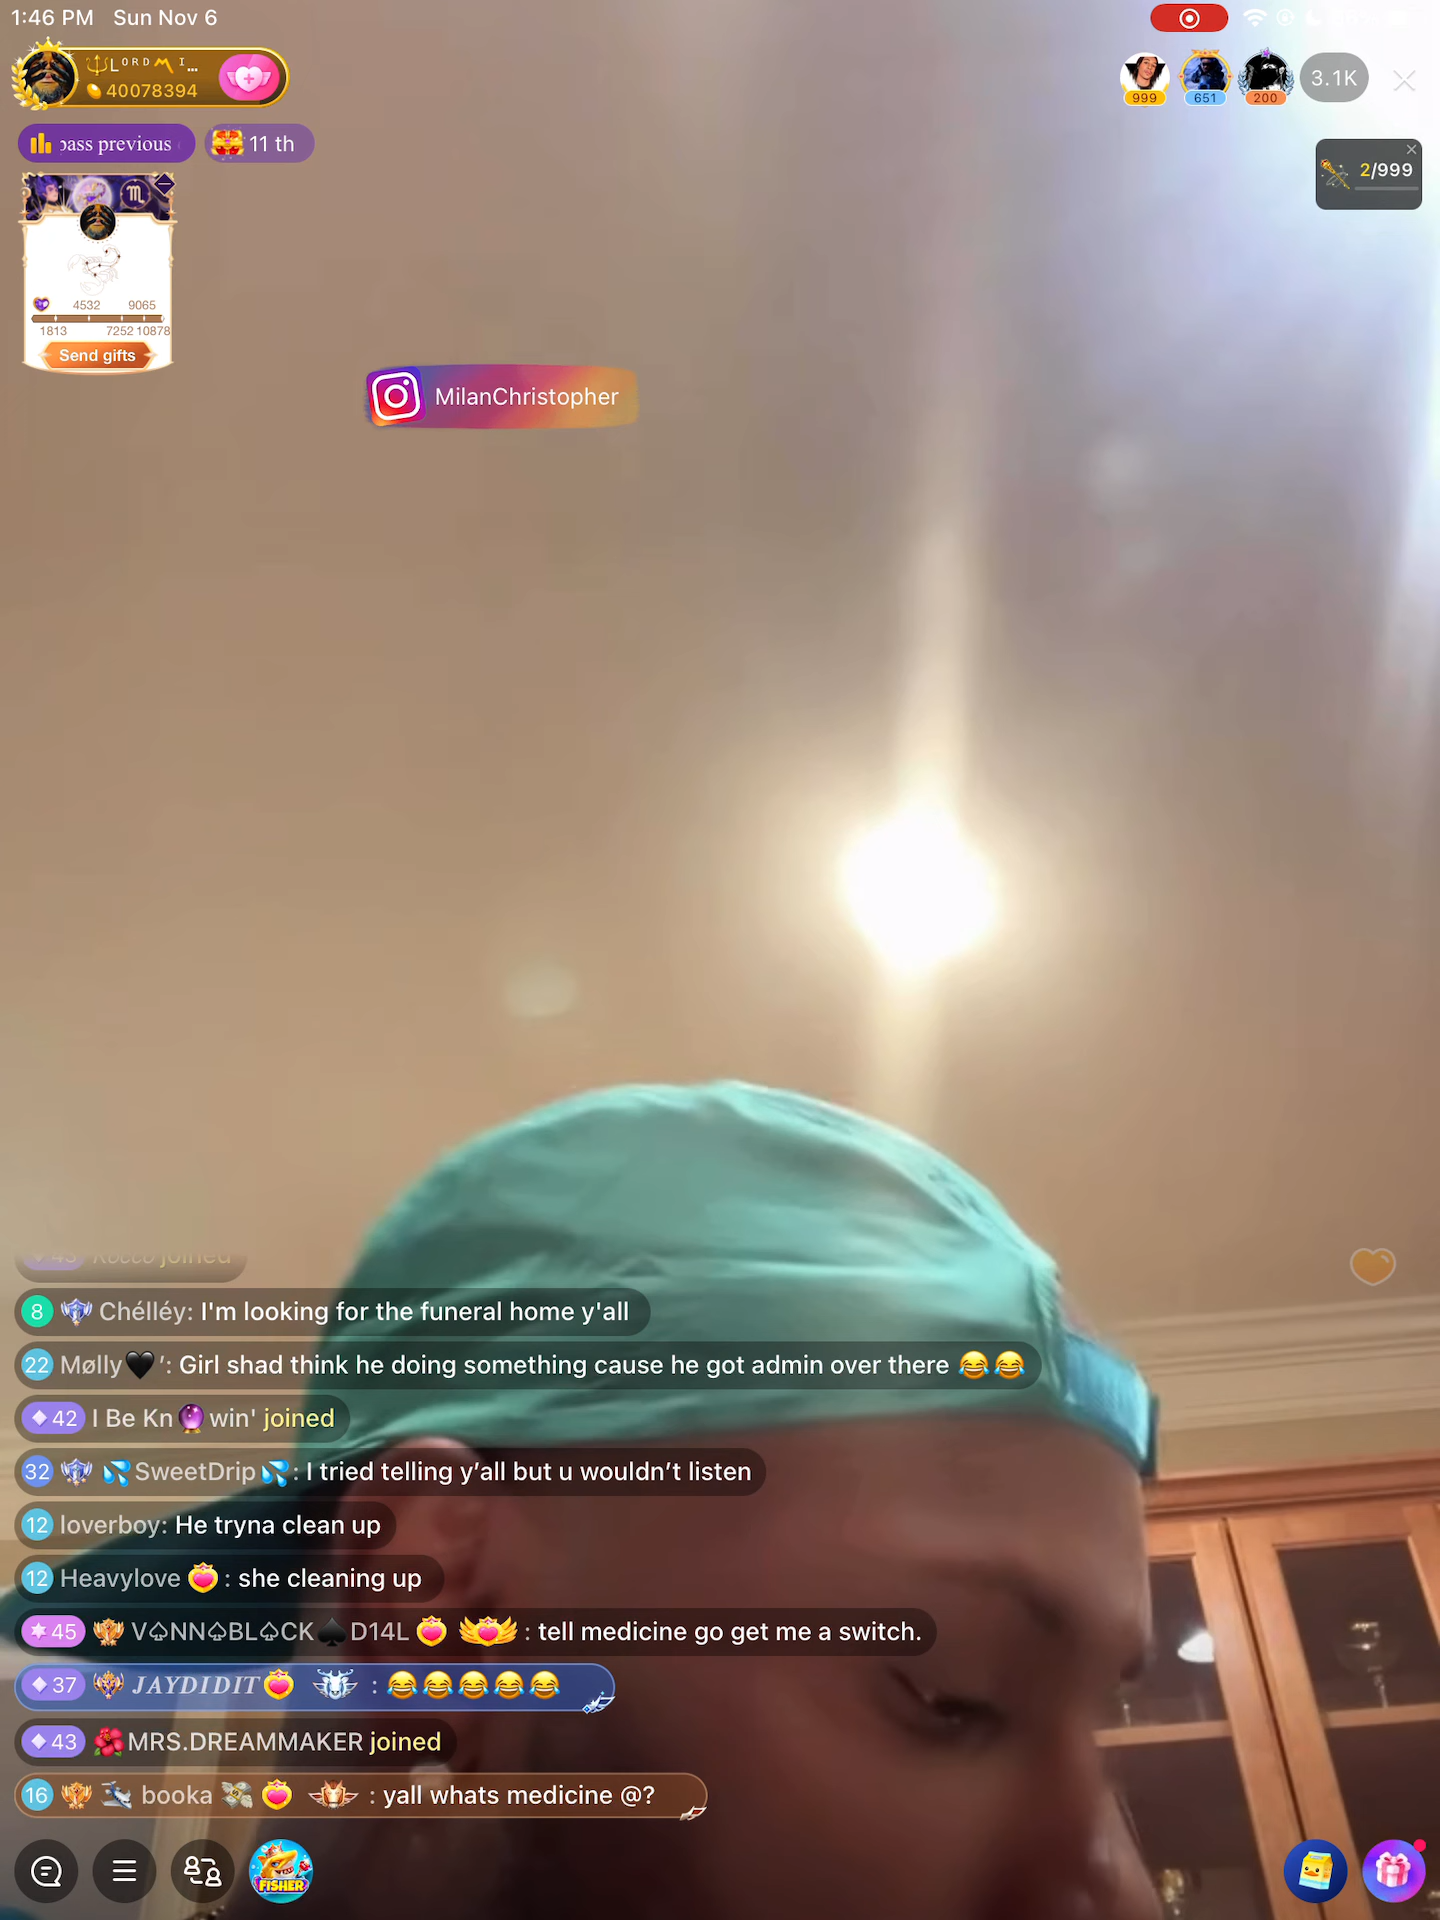 1:46 PM Sun Nov 6
🔱Lᴼᴿᴰ〽️ᴵ...
40078394
999
651
200
3.1K
pass previous
11 th
2/999
4532 9065
1813 7252 10878
Send gifts
MilanChristopher
43 Rocco joined
8 Chélléy: I'm looking for the funeral home y'all
22 Mølly🖤′: Girl shad think he doing something cause he got admin over there 😂😂
42 I Be Kn🔮win' joined
32 💦SweetDrip💦: I tried telling y’all but u wouldn’t listen
12 loverboy: He tryna clean up
12 Heavylove : she cleaning up
45 V♤NN♤BL♤CK♠️D14L : tell medicine go get me a switch.
37 JAYDIDIT : 😂😂😂😂😂
43 🌺MRS.DREAMMAKER joined
16 booka 💸 : yall whats medicine @?
FISHER